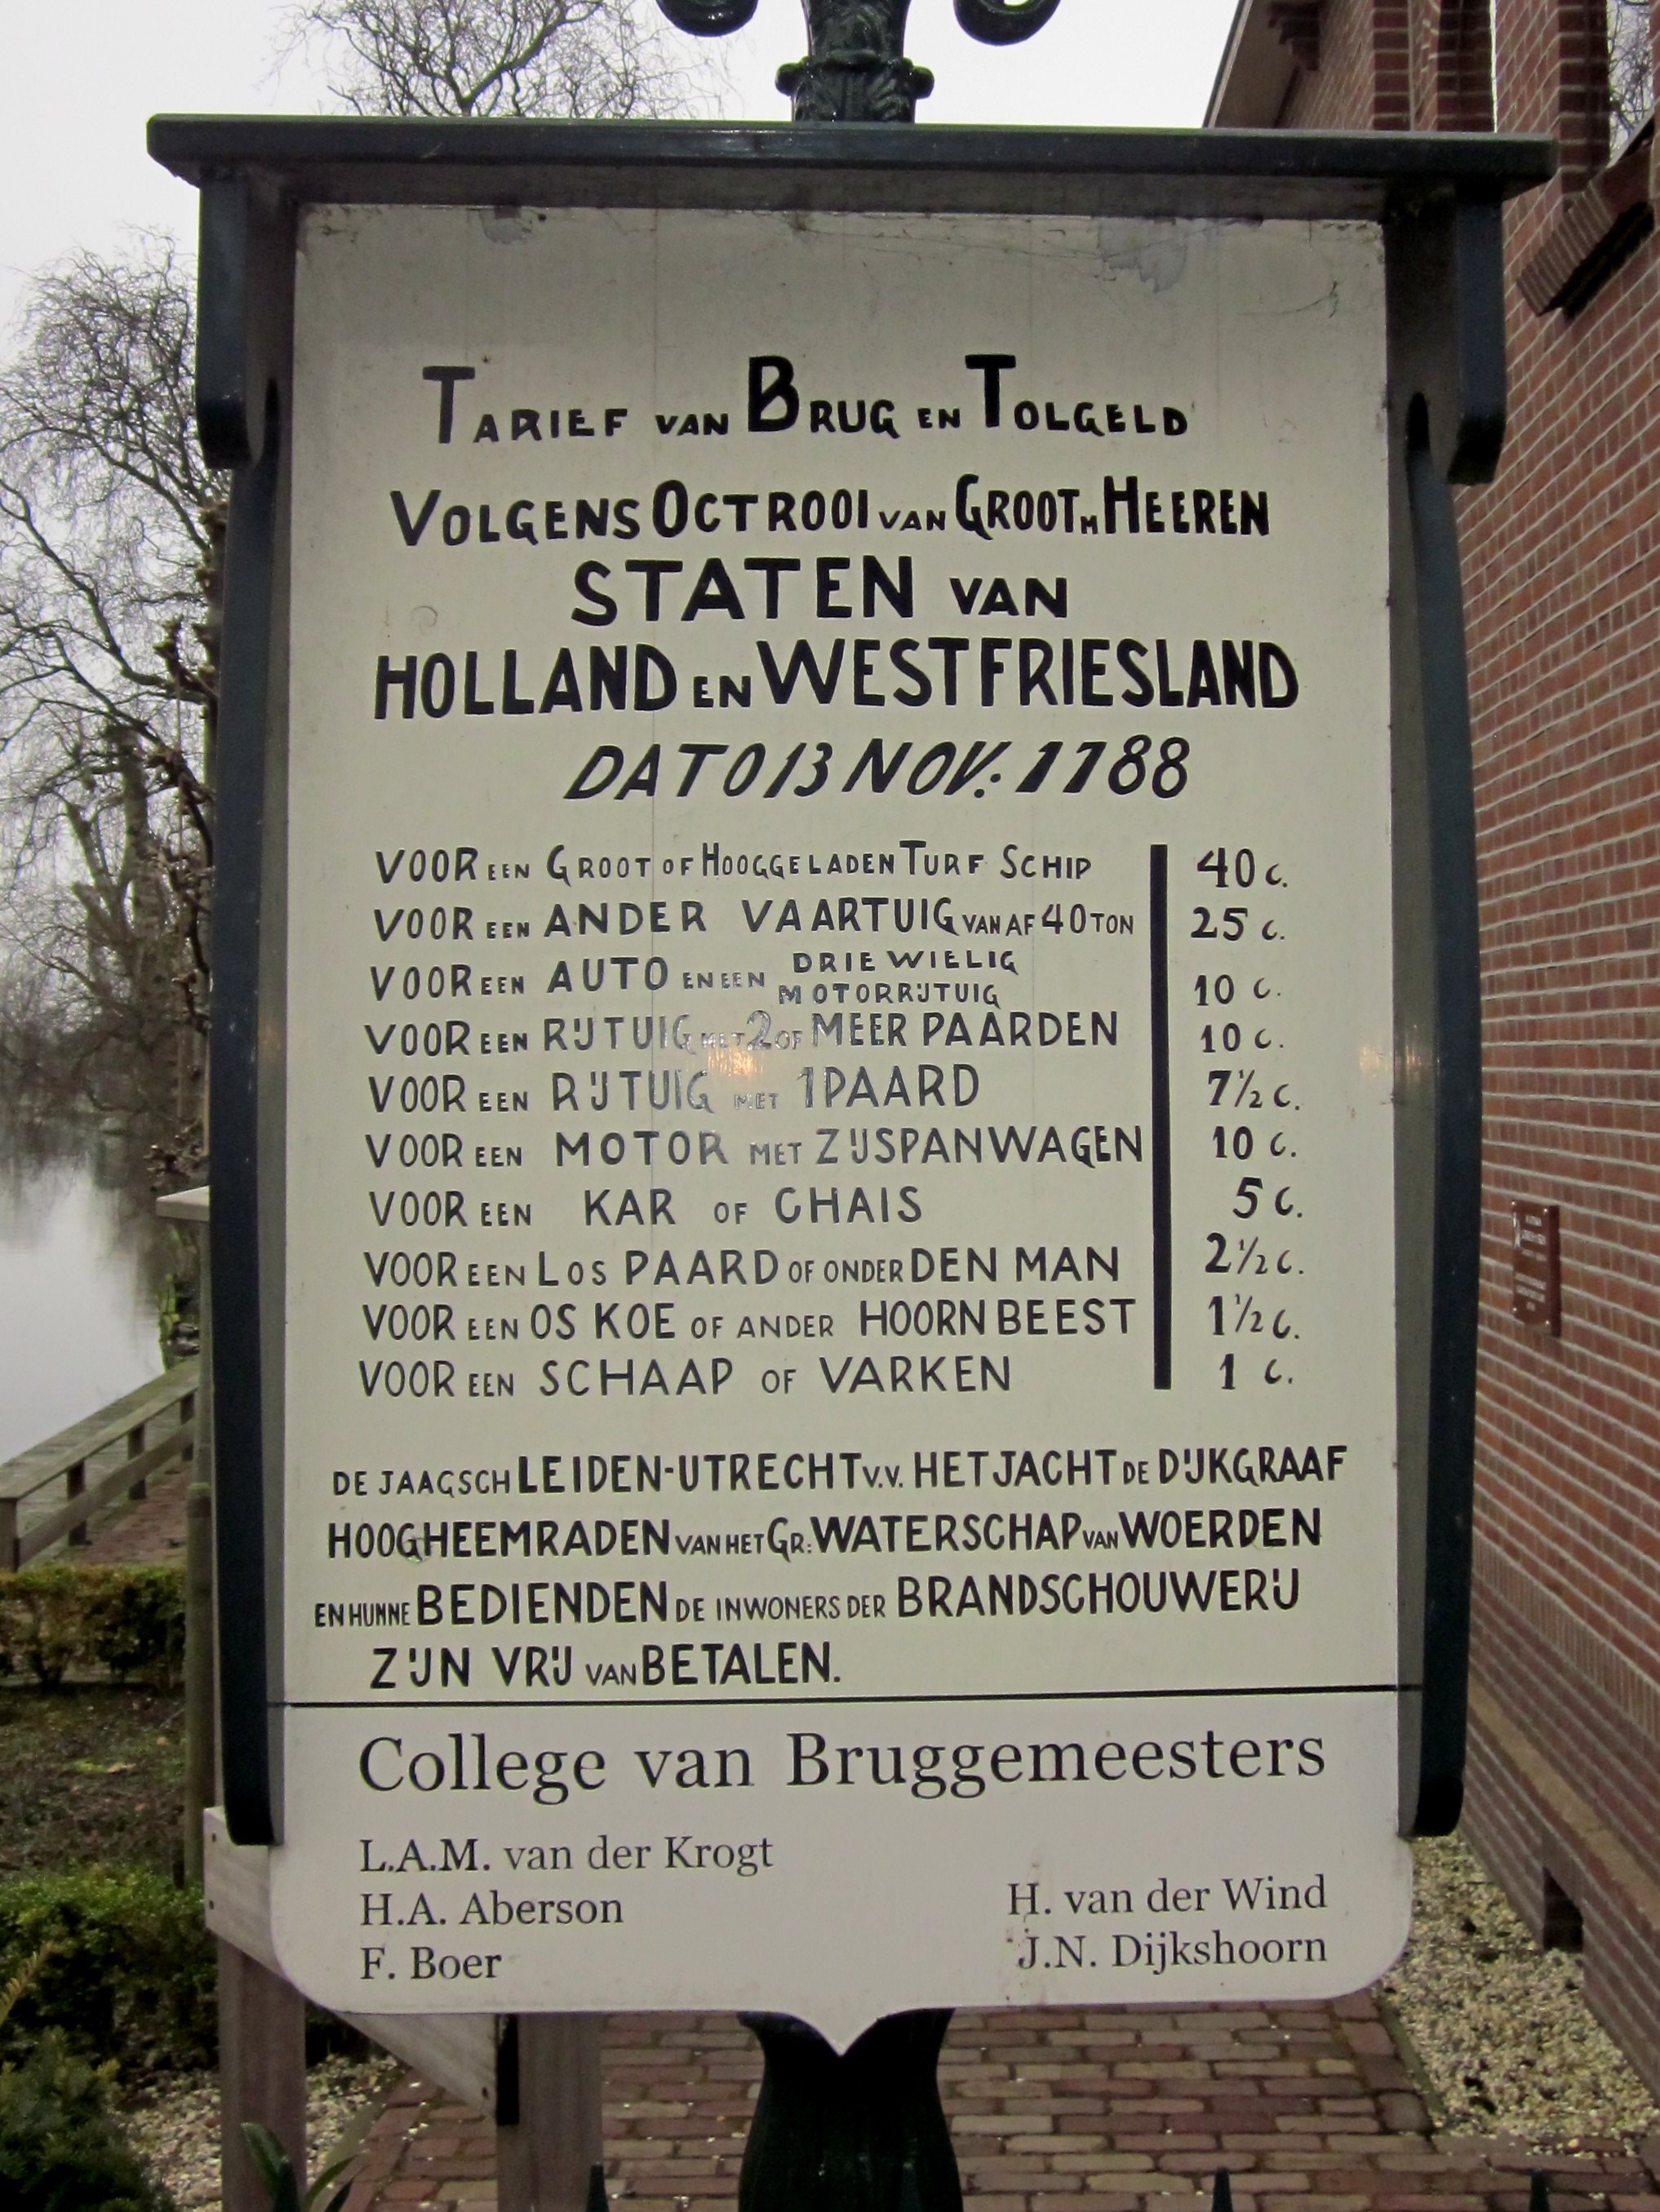 TARIEF VAN BRUG EN TOLGELD
VOLGENS OCTROOI VAN GROOTM HEEREN
STATEN VAN
HOLLAND EN WESTFRIESLAND
DATO 13 NOV. 1788
VOOR EEN GROOT OF HOOGGELADEN TURF SCHIP 40 C.
VOOR EEN ANDER VAARTUIG VANAF 40 TON 25 C.
VOOR EEN AUTO EN EEN DRIE WIELIG MOTORRIJTUIG 10 C.
VOOR EEN RIJTUIG MET 2 OF MEER PAARDEN 10 C.
VOOR EEN RIJTUIG MET 1 PAARD 7½ C.
VOOR EEN MOTOR MET ZIJSPANWAGEN 10 C.
VOOR EEN KAR OF CHAIS 5 C.
VOOR EEN LOS PAARD OF ONDER DEN MAN 2½ C.
VOOR EEN OS KOE OF ANDER HOORNBEEST 1½ C.
VOOR EEN SCHAAP OF VARKEN 1 C.
DE JAAGSCH LEIDEN-UTRECHT V.V. HET JACHT DE DIJKGRAAF
HOOGHEEMRADEN VAN HET GR: WATERSCHAP VAN WOERDEN
EN HUNNE BEDIENDEN DE INWONERS DER BRANDSCHOUWERIJ
ZIJN VRIJ VAN BETALEN.
College van Bruggemeesters
L.A.M. van der Krogt
H.A. Aberson
F. Boer
H. van der Wind
J.N. Dijkshoorn